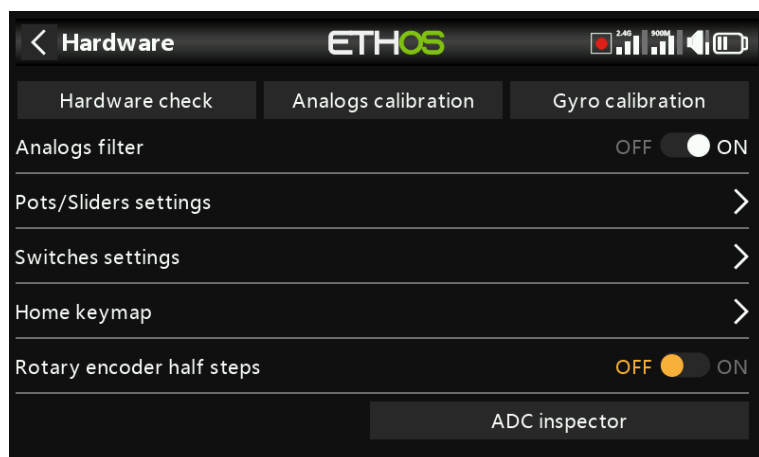 Hardware ETHOS 2.4G 900M
Hardware check Analogs calibration Gyro calibration
Analogs filter OFF ON
Pots/Sliders settings
Switches settings
Home keymap
Rotary encoder half steps OFF ON
ADC inspector